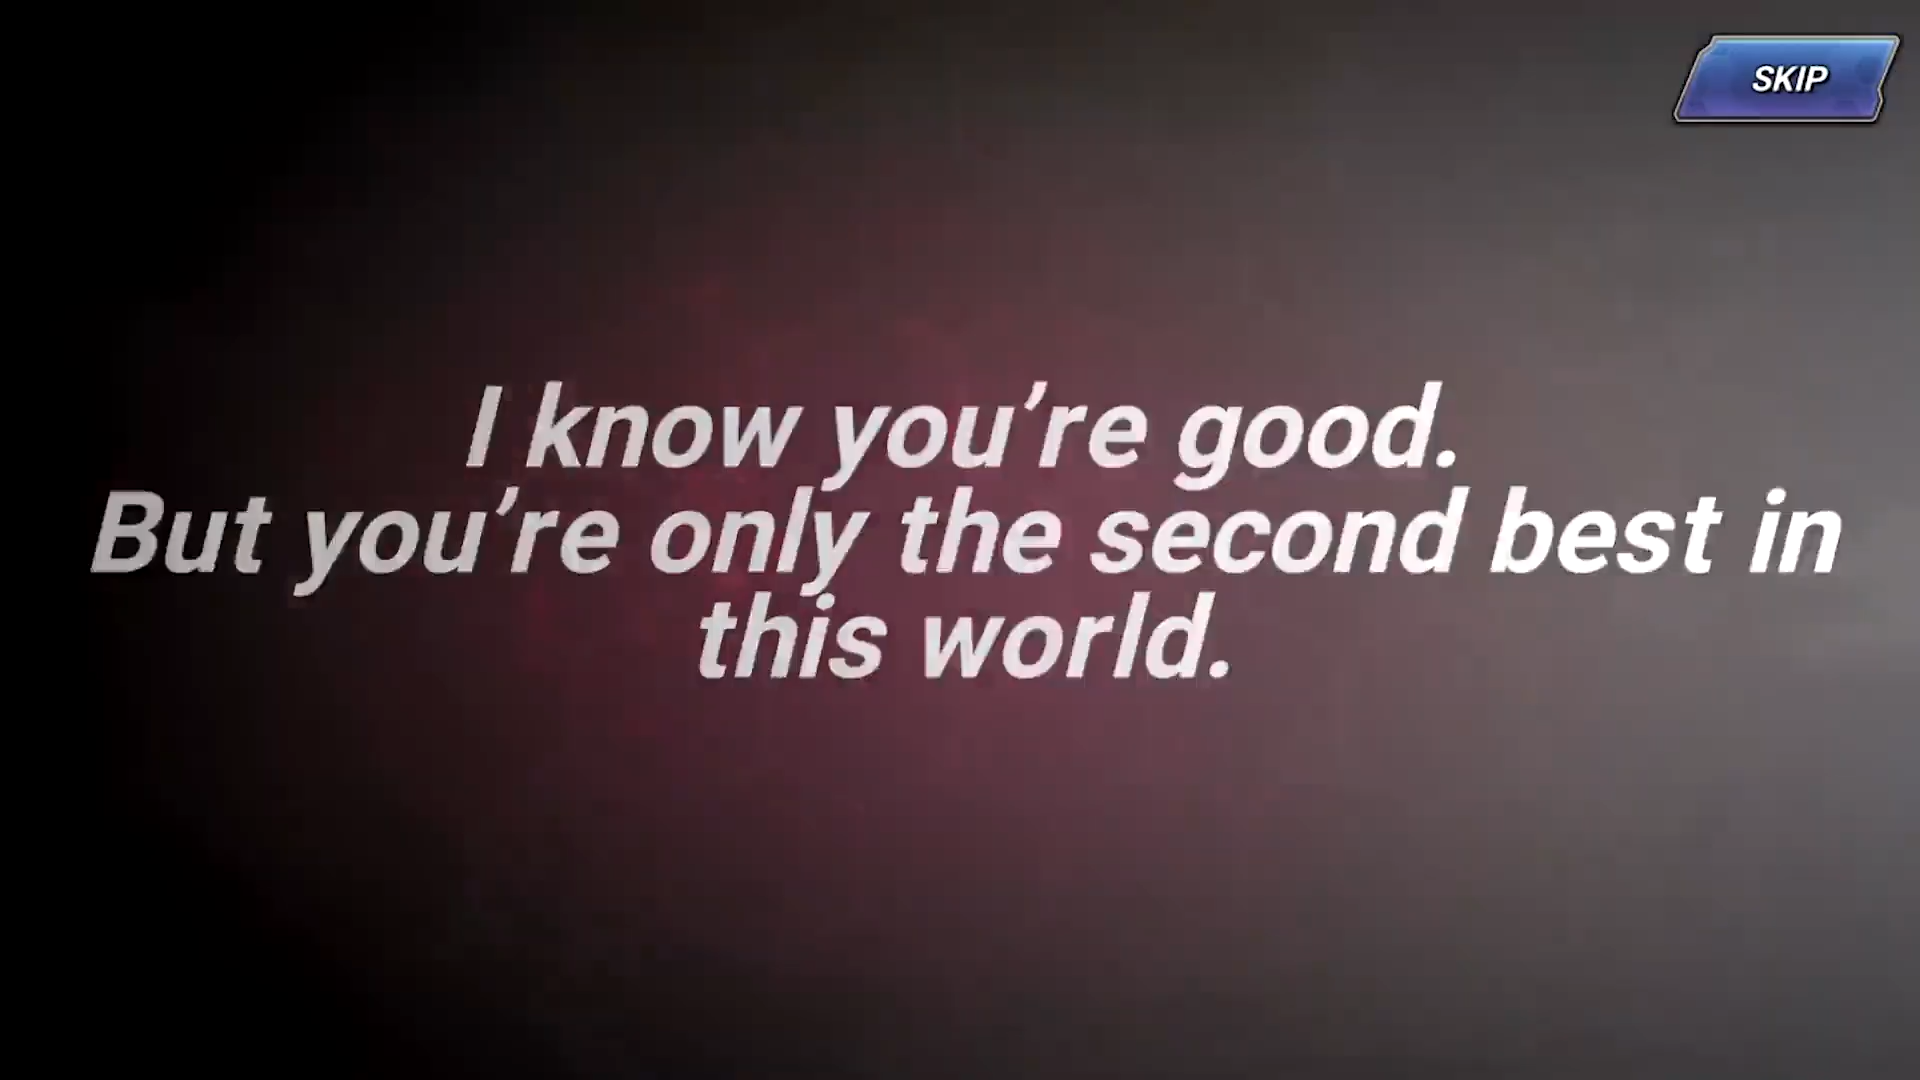 SKIP
I know you’re good.
But you’re only the second best in
this world.